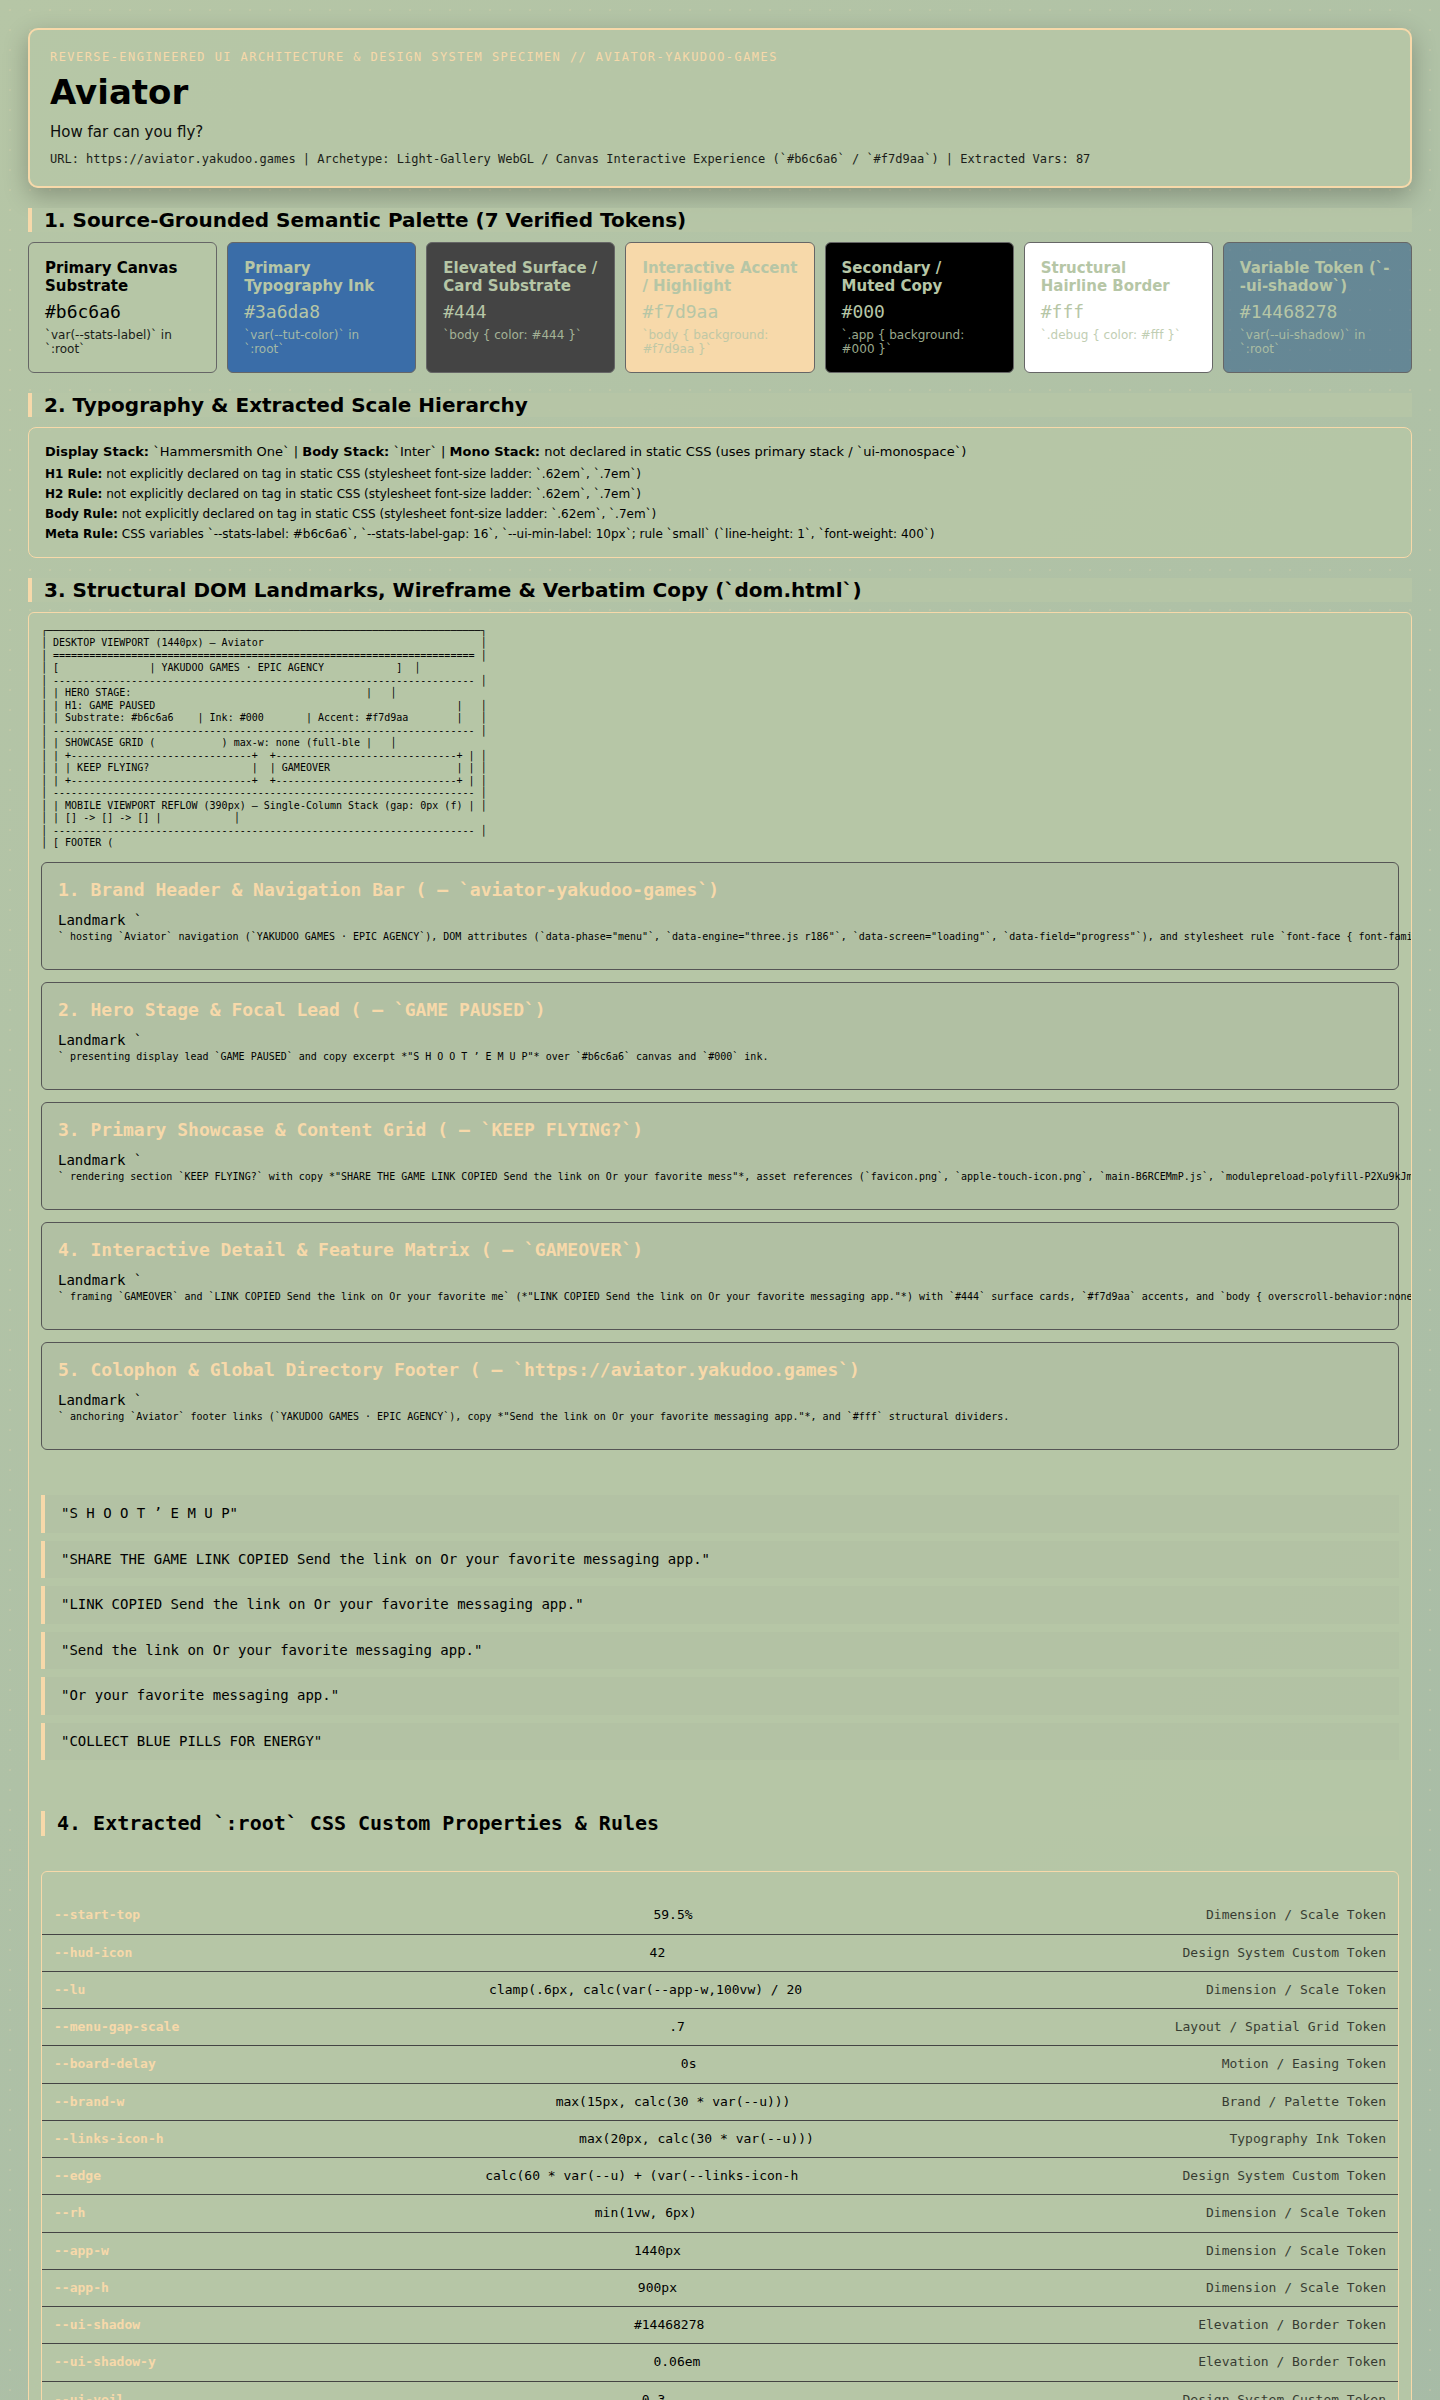 REVERSE-ENGINEERED UI ARCHITECTURE & DESIGN SYSTEM SPECIMEN // AVIATOR-YAKUDOO-GAMES
Aviator
How far can you fly?
URL: https://aviator.yakudoo.games | Archetype: Light-Gallery WebGL / Canvas Interactive Experience (`#b6c6a6` / `#f7d9aa`) | Extracted Vars: 87
1. Source-Grounded Semantic Palette (7 Verified Tokens)
Primary Canvas
Substrate
#b6c6a6
`var(--stats-label)` in
`:root`
Primary
Typography Ink
#3a6da8
`var(--tut-color)` in
`:root`
Elevated Surface /
Card Substrate
#444
`body { color: #444 }`
Interactive Accent
/ Highlight
#f7d9aa
`body { background:
#f7d9aa }`
Secondary /
Muted Copy
#000
`.app { background:
#000 }`
Structural
Hairline Border
#fff
`.debug { color: #fff }`
Variable Token (`-
-ui-shadow`)
#14468278
`var(--ui-shadow)` in
`:root`
2. Typography & Extracted Scale Hierarchy
Display Stack: `Hammersmith One` | Body Stack: `Inter` | Mono Stack: not declared in static CSS (uses primary stack / `ui-monospace`)
H1 Rule: not explicitly declared on tag in static CSS (stylesheet font-size ladder: `.62em`, `.7em`)
H2 Rule: not explicitly declared on tag in static CSS (stylesheet font-size ladder: `.62em`, `.7em`)
Body Rule: not explicitly declared on tag in static CSS (stylesheet font-size ladder: `.62em`, `.7em`)
Meta Rule: CSS variables `--stats-label: #b6c6a6`, `--stats-label-gap: 16`, `--ui-min-label: 10px`; rule `small` (`line-height: 1`, `font-weight: 400`)
3. Structural DOM Landmarks, Wireframe & Verbatim Copy (`dom.html`)
┌────────────────────────────────────────────────────────────────────────┐
│ DESKTOP VIEWPORT (1440px) — Aviator                                    │
│ ====================================================================== │
│ [               | YAKUDOO GAMES · EPIC AGENCY            ]  │
│ ---------------------------------------------------------------------- │
│ | HERO STAGE:                                       |   │
│ | H1: GAME PAUSED                                                  |   │
│ | Substrate: #b6c6a6    | Ink: #000       | Accent: #f7d9aa        |   │
│ ---------------------------------------------------------------------- │
│ | SHOWCASE GRID (           ) max-w: none (full-ble |   │
│ | +------------------------------+  +------------------------------+ | │
│ | | KEEP FLYING?                 |  | GAMEOVER                     | | │
│ | +------------------------------+  +------------------------------+ | │
│ ---------------------------------------------------------------------- │
│ | MOBILE VIEWPORT REFLOW (390px) — Single-Column Stack (gap: 0px (f) | │
│ | [] -> [] -> [] |            │
│ ---------------------------------------------------------------------- │
│ [ FOOTER (
1. Brand Header & Navigation Bar ( — `aviator-yakudoo-games`)
Landmark `
` hosting `Aviator` navigation (`YAKUDOO GAMES · EPIC AGENCY`), DOM attributes (`data-phase="menu"`, `data-engine="three.js r186"`, `data-screen="loading"`, `data-field="progress"`), and stylesheet rule `font-face { font-fami
2. Hero Stage & Focal Lead ( — `GAME PAUSED`)
Landmark `
` presenting display lead `GAME PAUSED` and copy excerpt *"S H O O T ’ E M U P"* over `#b6c6a6` canvas and `#000` ink.
3. Primary Showcase & Content Grid ( — `KEEP FLYING?`)
Landmark `
` rendering section `KEEP FLYING?` with copy *"SHARE THE GAME LINK COPIED Send the link on Or your favorite mess"*, asset references (`favicon.png`, `apple-touch-icon.png`, `main-B6RCEMmP.js`, `modulepreload-polyfill-P2Xu9kJm
4. Interactive Detail & Feature Matrix ( — `GAMEOVER`)
Landmark `
` framing `GAMEOVER` and `LINK COPIED Send the link on Or your favorite me` (*"LINK COPIED Send the link on Or your favorite messaging app."*) with `#444` surface cards, `#f7d9aa` accents, and `body { overscroll-behavior:none
5. Colophon & Global Directory Footer ( — `https://aviator.yakudoo.games`)
Landmark `
` anchoring `Aviator` footer links (`YAKUDOO GAMES · EPIC AGENCY`), copy *"Send the link on Or your favorite messaging app."*, and `#fff` structural dividers.
"S H O O T ’ E M U P"
"SHARE THE GAME LINK COPIED Send the link on Or your favorite messaging app."
"LINK COPIED Send the link on Or your favorite messaging app."
"Send the link on Or your favorite messaging app."
"Or your favorite messaging app."
"COLLECT BLUE PILLS FOR ENERGY"
4. Extracted `:root` CSS Custom Properties & Rules
--start-top 59.5% Dimension / Scale Token
--hud-icon 42 Design System Custom Token
--lu clamp(.6px, calc(var(--app-w,100vw) / 20 Dimension / Scale Token
--menu-gap-scale .7 Layout / Spatial Grid Token
--board-delay 0s Motion / Easing Token
--brand-w max(15px, calc(30 * var(--u))) Brand / Palette Token
--links-icon-h max(20px, calc(30 * var(--u))) Typography Ink Token
--edge calc(60 * var(--u) + (var(--links-icon-h Design System Custom Token
--rh min(1vw, 6px) Dimension / Scale Token
--app-w 1440px Dimension / Scale Token
--app-h 900px Dimension / Scale Token
--ui-shadow #14468278 Elevation / Border Token
--ui-shadow-y 0.06em Elevation / Border Token
--ui-veil 0.3 Design System Custom Token